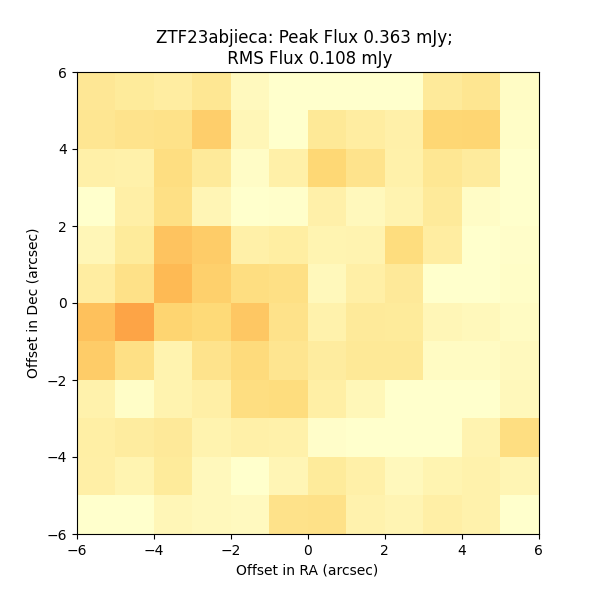 ZTF23abjieca: Peak Flux 0.363 mJy;
RMS Flux 0.108 mJy
6
4
2
0
−2
−4
−6
Offset in Dec (arcsec)
−6 −4 −2 0 2 4 6
Offset in RA (arcsec)